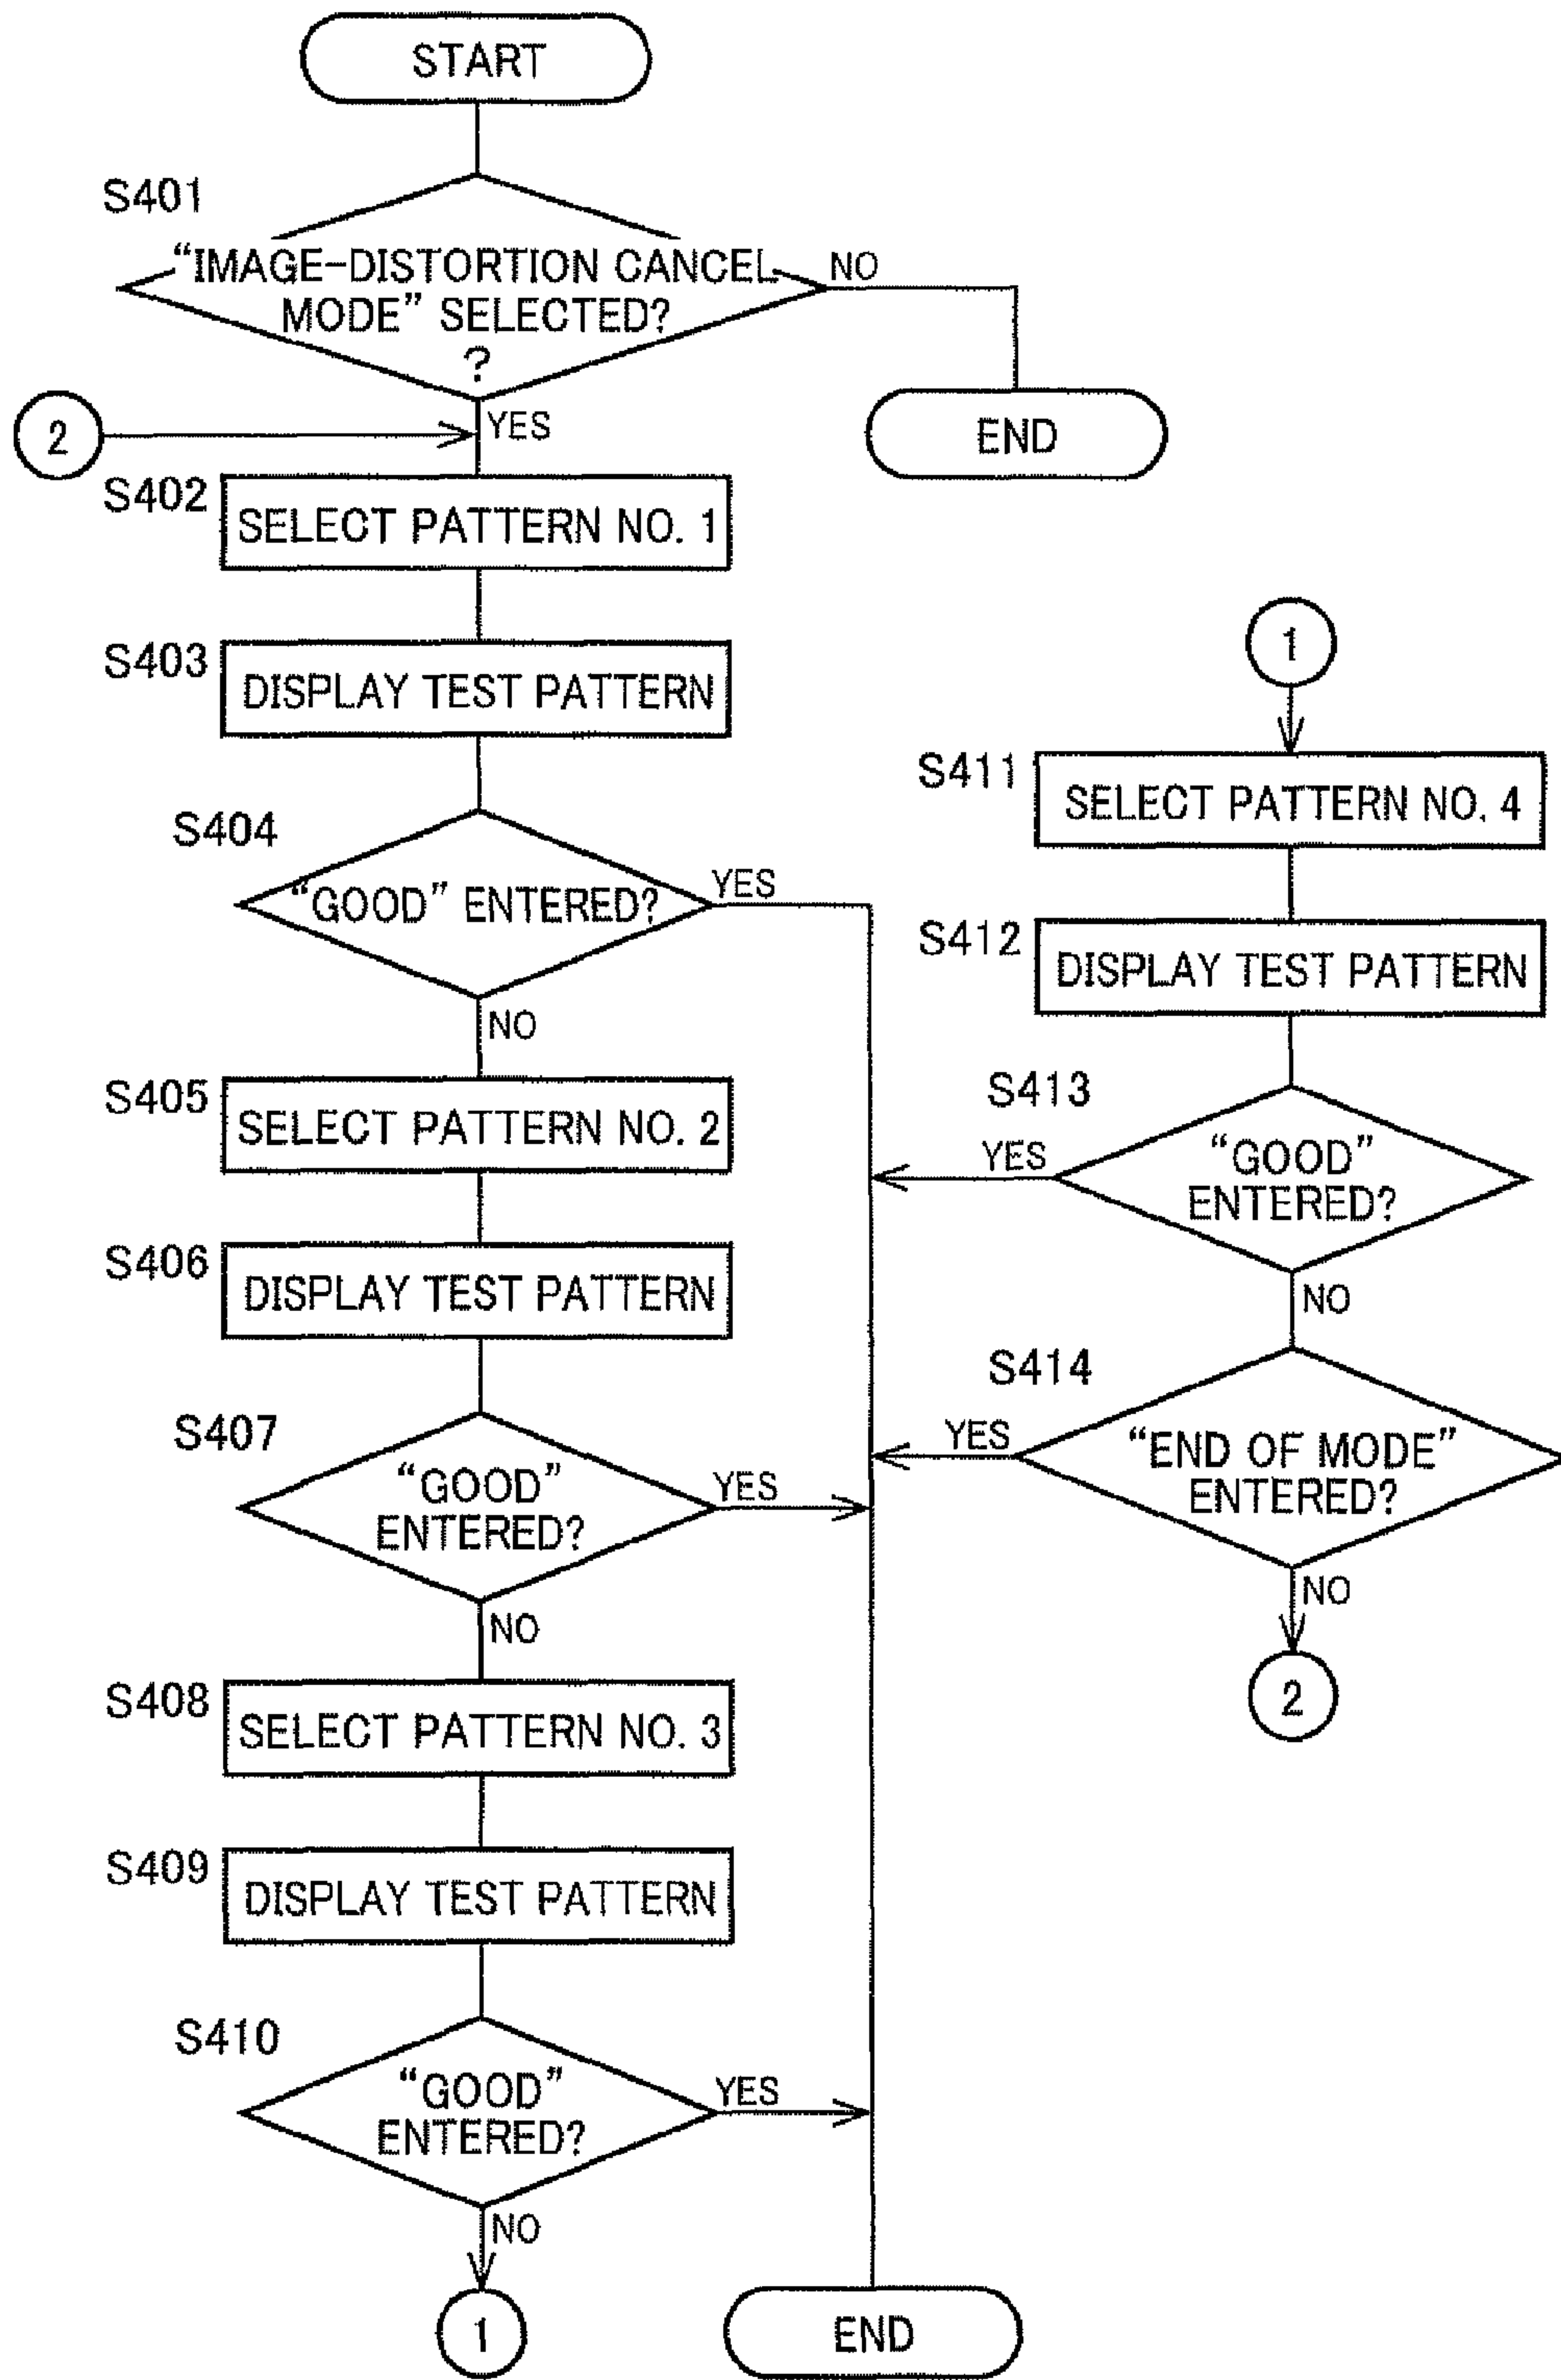 START
S401
“IMAGE-DISTORTION CANCEL
MODE” SELECTED?
?
NO
END
YES
2
S402
SELECT PATTERN NO. 1
S403
DISPLAY TEST PATTERN
S404
“GOOD” ENTERED?
YES
NO
S405
SELECT PATTERN NO. 2
S406
DISPLAY TEST PATTERN
S407
“GOOD”
ENTERED?
YES
NO
S408
SELECT PATTERN NO. 3
S409
DISPLAY TEST PATTERN
S410
“GOOD”
ENTERED?
YES
NO
1
END
1
S411
SELECT PATTERN NO. 4
S412
DISPLAY TEST PATTERN
S413
“GOOD”
ENTERED?
YES
NO
S414
“END OF MODE”
ENTERED?
YES
NO
2